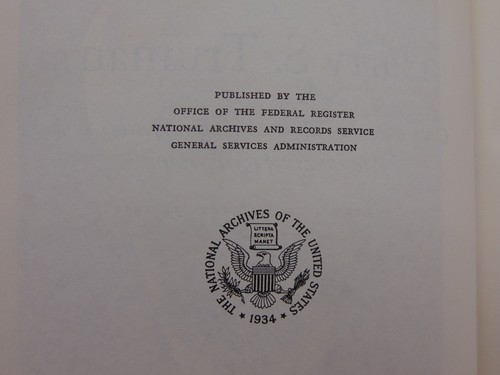 PUBLISHED BY THE
OFFICE OF THE FEDERAL REGISTER
NATIONAL ARCHIVES AND RECORDS SERVICE
GENERAL SERVICES ADMINISTRATION
THE NATIONAL ARCHIVES OF THE UNITED STATES
LITTERA
SCRIPTA
MANET
★ 1934 ★